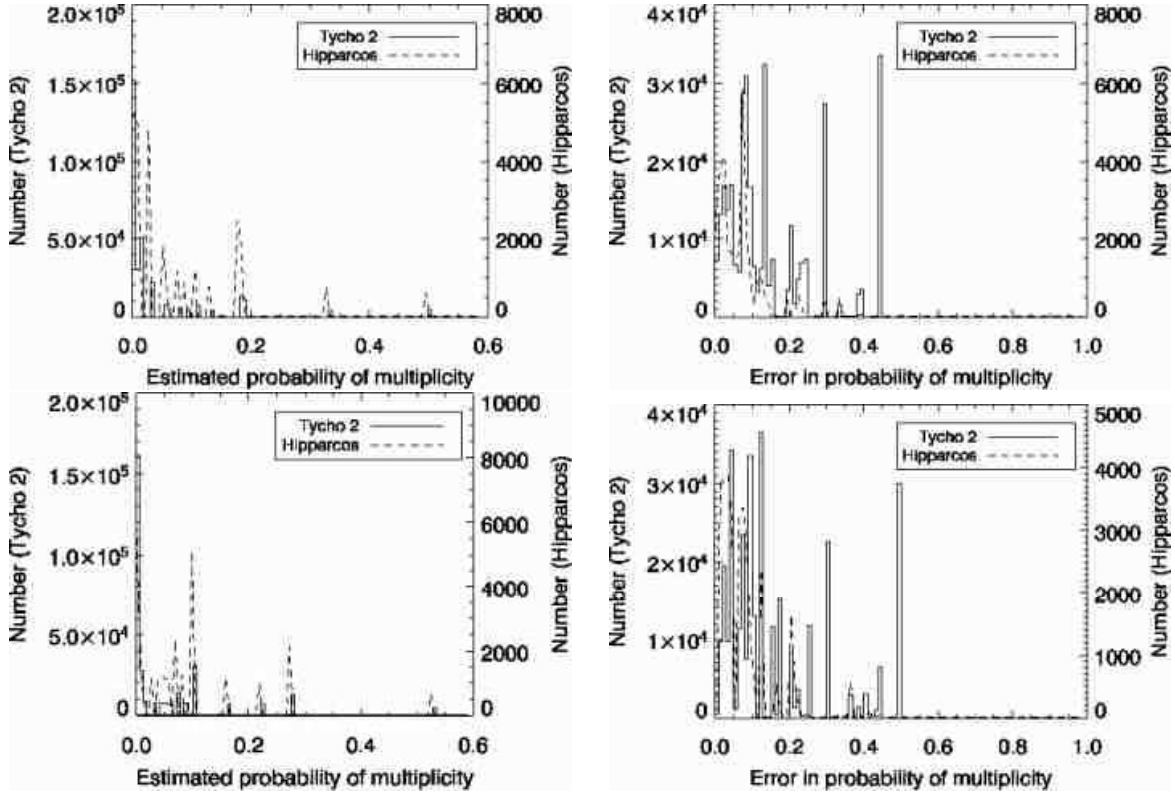 2.0×10⁵
1.5×10⁵
1.0×10⁵
5.0×10⁴
0
Number (Tycho 2)
Tycho 2
Hipparcos
8000
6000
4000
2000
0
Number (Hipparcos)
0.0 0.2 0.4 0.6
Estimated probability of multiplicity
4×10⁴
3×10⁴
2×10⁴
1×10⁴
0
Number (Tycho 2)
Tycho 2
Hipparcos
8000
6000
4000
2000
0
Number (Hipparcos)
0.0 0.2 0.4 0.6 0.8 1.0
Error in probability of multiplicity
2.0×10⁵
1.5×10⁵
1.0×10⁵
5.0×10⁴
0
Number (Tycho 2)
Tycho 2
Hipparcos
10000
8000
6000
4000
2000
0
Number (Hipparcos)
0.0 0.2 0.4 0.6
Estimated probability of multiplicity
4×10⁴
3×10⁴
2×10⁴
1×10⁴
0
Number (Tycho 2)
Tycho 2
Hipparcos
5000
4000
3000
2000
1000
0
Number (Hipparcos)
0.0 0.2 0.4 0.6 0.8 1.0
Error in probability of multiplicity